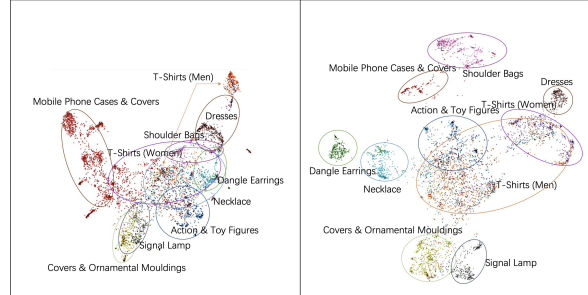 T-Shirts (Men)
Mobile Phone Cases & Covers
Dresses
Shoulder Bags
T-Shirts (Women)
Dangle Earrings
Necklace
Action & Toy Figures
Signal Lamp
Covers & Ornamental Mouldings
Mobile Phone Cases & Covers
Shoulder Bags
Dresses
T-Shirts (Women)
Action & Toy Figures
Dangle Earrings
Necklace
T-Shirts (Men)
Covers & Ornamental Mouldings
Signal Lamp